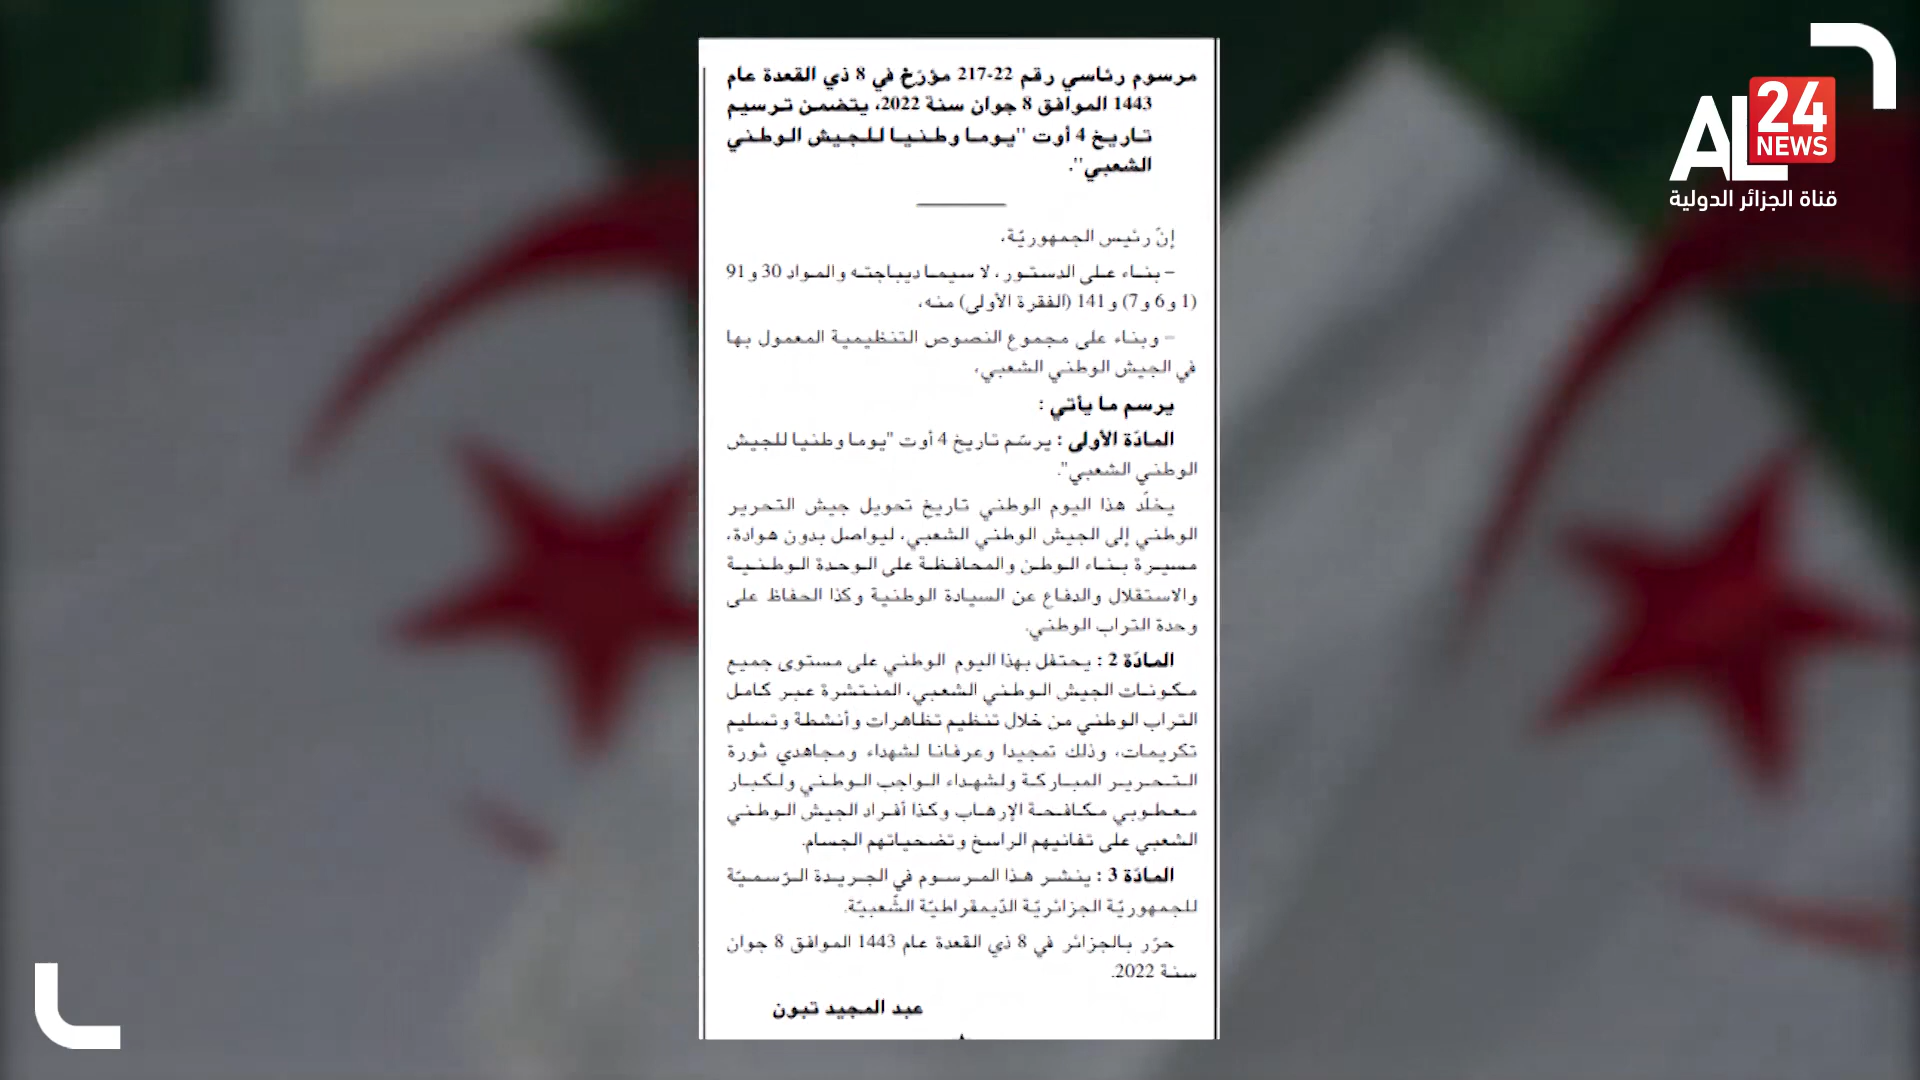 مرسوم رئاسي رقم 22-217 مؤرّخ في 8 ذي القعدة عام
1443 الموافق 8 جوان سنة 2022، يتضمن ترسيم
تاريخ 4 أوت "يوما وطنيا للجيش الوطني
الشعبي".
إنّ رئيس الجمهوريّة،
– بناء على الدستور، لا سيما ديباجته والمواد 30 و 91
(1 و 6 و 7) و 141 (الفقرة الأولى) منه،
– وبناء على مجموع النصوص التنظيمية المعمول بها
في الجيش الوطني الشعبي،
يرسم ما يأتي :
المادّة الأولى : يرسّم تاريخ 4 أوت "يوما وطنيا للجيش
الوطني الشعبي".
يخلّد هذا اليوم الوطني تاريخ تحويل جيش التحرير
الوطني إلى الجيش الوطني الشعبي، ليواصل بدون هوادة،
مسيرة بناء الوطن والمحافظة على الوحدة الوطنية
والاستقلال والدفاع عن السيادة الوطنية وكذا الحفاظ على
وحدة التراب الوطني.
المادّة 2 : يحتفل بهذا اليوم الوطني على مستوى جميع
مكونات الجيش الوطني الشعبي، المنتشرة عبر كامل
التراب الوطني من خلال تنظيم تظاهرات وأنشطة وتسليم
تكريمات، وذلك تمجيدا وعرفانا لشهداء ومجاهدي ثورة
التحرير المباركة ولشهداء الواجب الوطني ولكبار
معطوبي مكافحة الإرهاب وكذا أفراد الجيش الوطني
الشعبي على تفانيهم الراسخ وتضحياتهم الجسام.
المادّة 3 : ينشر هذا المرسوم في الجريدة الرّسميّة
للجمهوريّة الجزائريّة الدّيمقراطيّة الشّعبيّة.
حرّر بالجزائر في 8 ذي القعدة عام 1443 الموافق 8 جوان
سنة 2022.
عبد المجيد تبون
AL
24
NEWS
قناة الجزائر الدولية